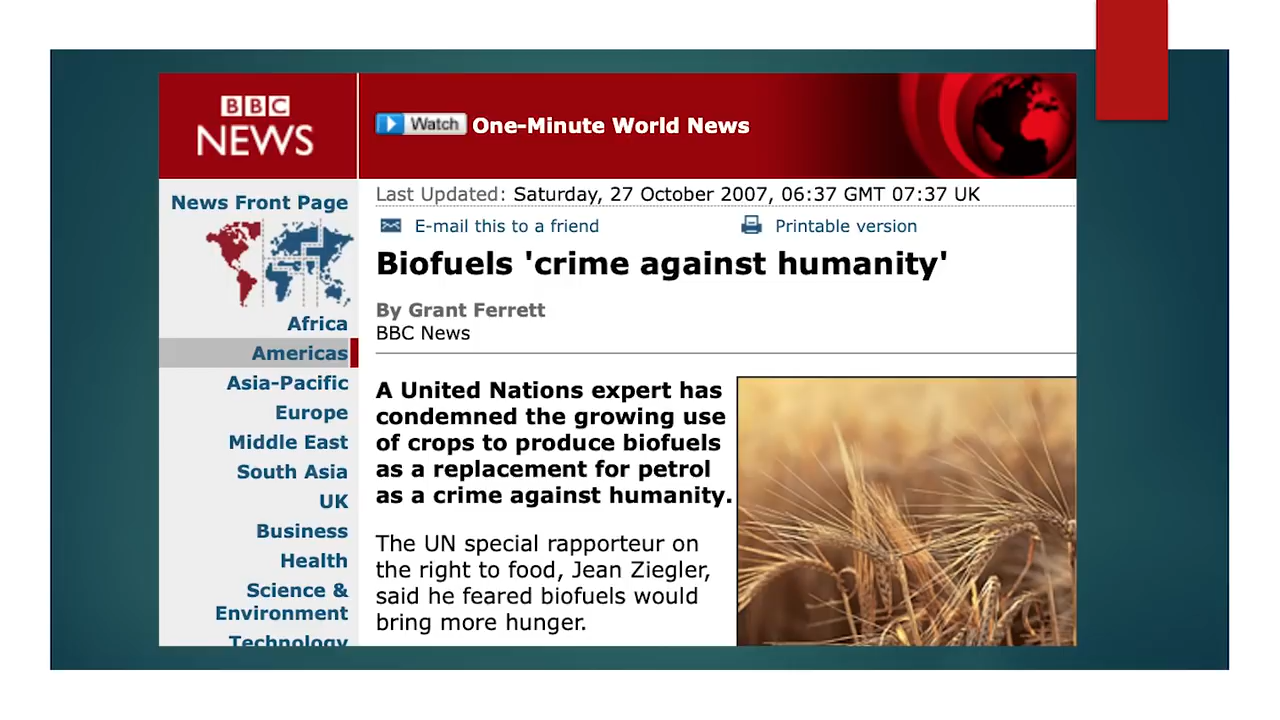 BBC
NEWS
Watch One-Minute World News
News Front Page
Africa
Americas
Asia-Pacific
Europe
Middle East
South Asia
UK
Business
Health
Science &
Environment
Technology
Last Updated: Saturday, 27 October 2007, 06:37 GMT 07:37 UK
E-mail this to a friend
Printable version
Biofuels 'crime against humanity'
By Grant Ferrett
BBC News
A United Nations expert has
condemned the growing use
of crops to produce biofuels
as a replacement for petrol
as a crime against humanity.
The UN special rapporteur on
the right to food, Jean Ziegler,
said he feared biofuels would
bring more hunger.